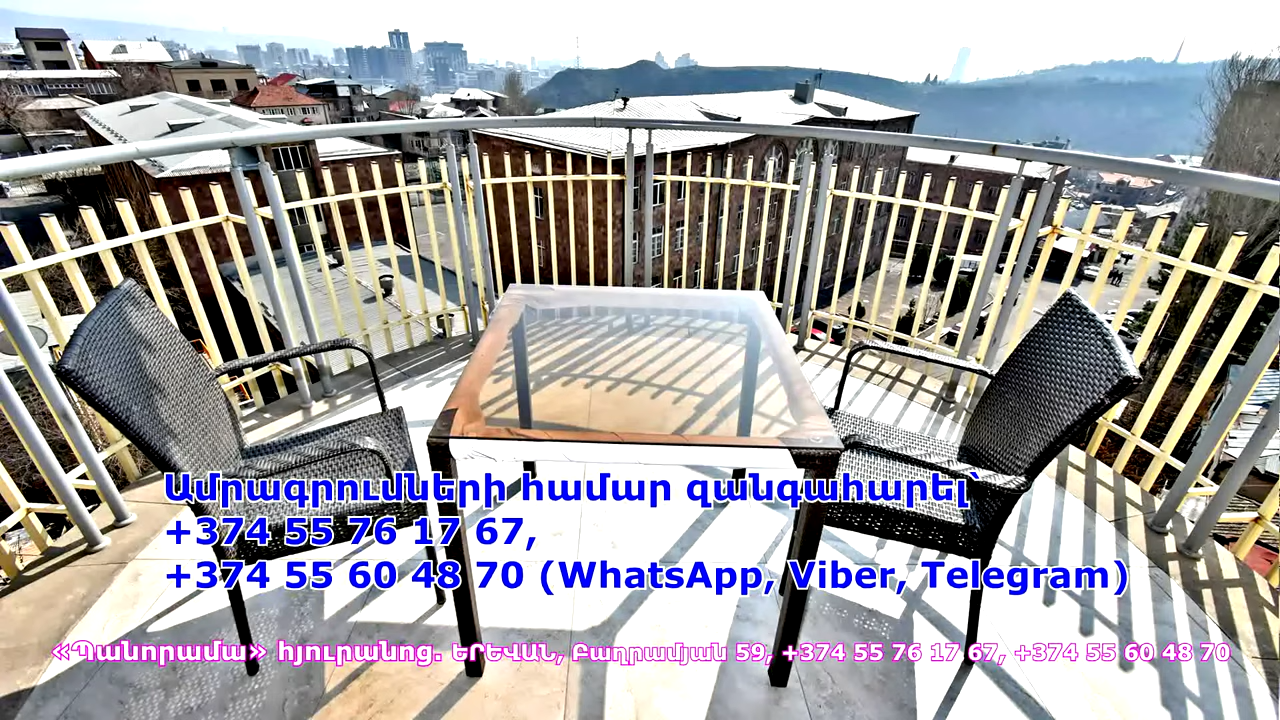 Ամրագրումների համար զանգահարել՝
+374 55 76 17 67,
+374 55 60 48 70 (WhatsApp, Viber, Telegram)
«Պանորամա» հյուրանոց. ԵՐԵՎԱՆ, Բաղրամյան 59, +374 55 76 17 67, +374 55 60 48 70